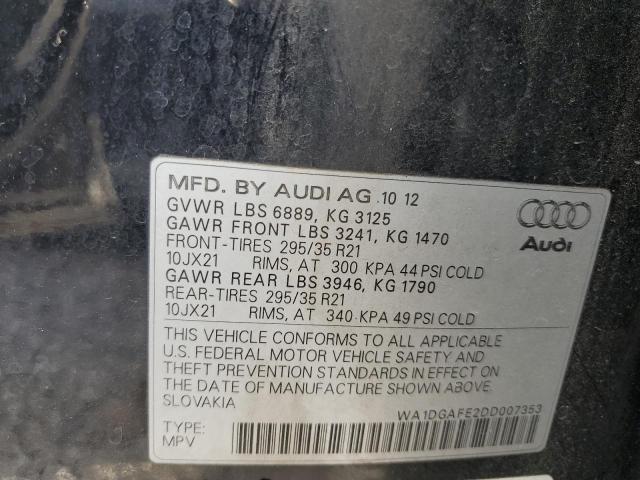 MFD. BY AUDI AG .10 12
GVWR LBS 6889, KG 3125
GAWR FRONT LBS 3241, KG 1470
FRONT-TIRES 295/35 R21
10JX21 RIMS, AT 300 KPA 44 PSI COLD
GAWR REAR LBS 3946, KG 1790
REAR-TIRES 295/35 R21
10JX21 RIMS, AT 340 KPA 49 PSI COLD
Audi
THIS VEHICLE CONFORMS TO ALL APPLICABLE
U.S. FEDERAL MOTOR VEHICLE SAFETY AND
THEFT PREVENTION STANDARDS IN EFFECT ON
THE DATE OF MANUFACTURE SHOWN ABOVE.
SLOVAKIA
WA1DGAFE2DD007353
TYPE:
MPV